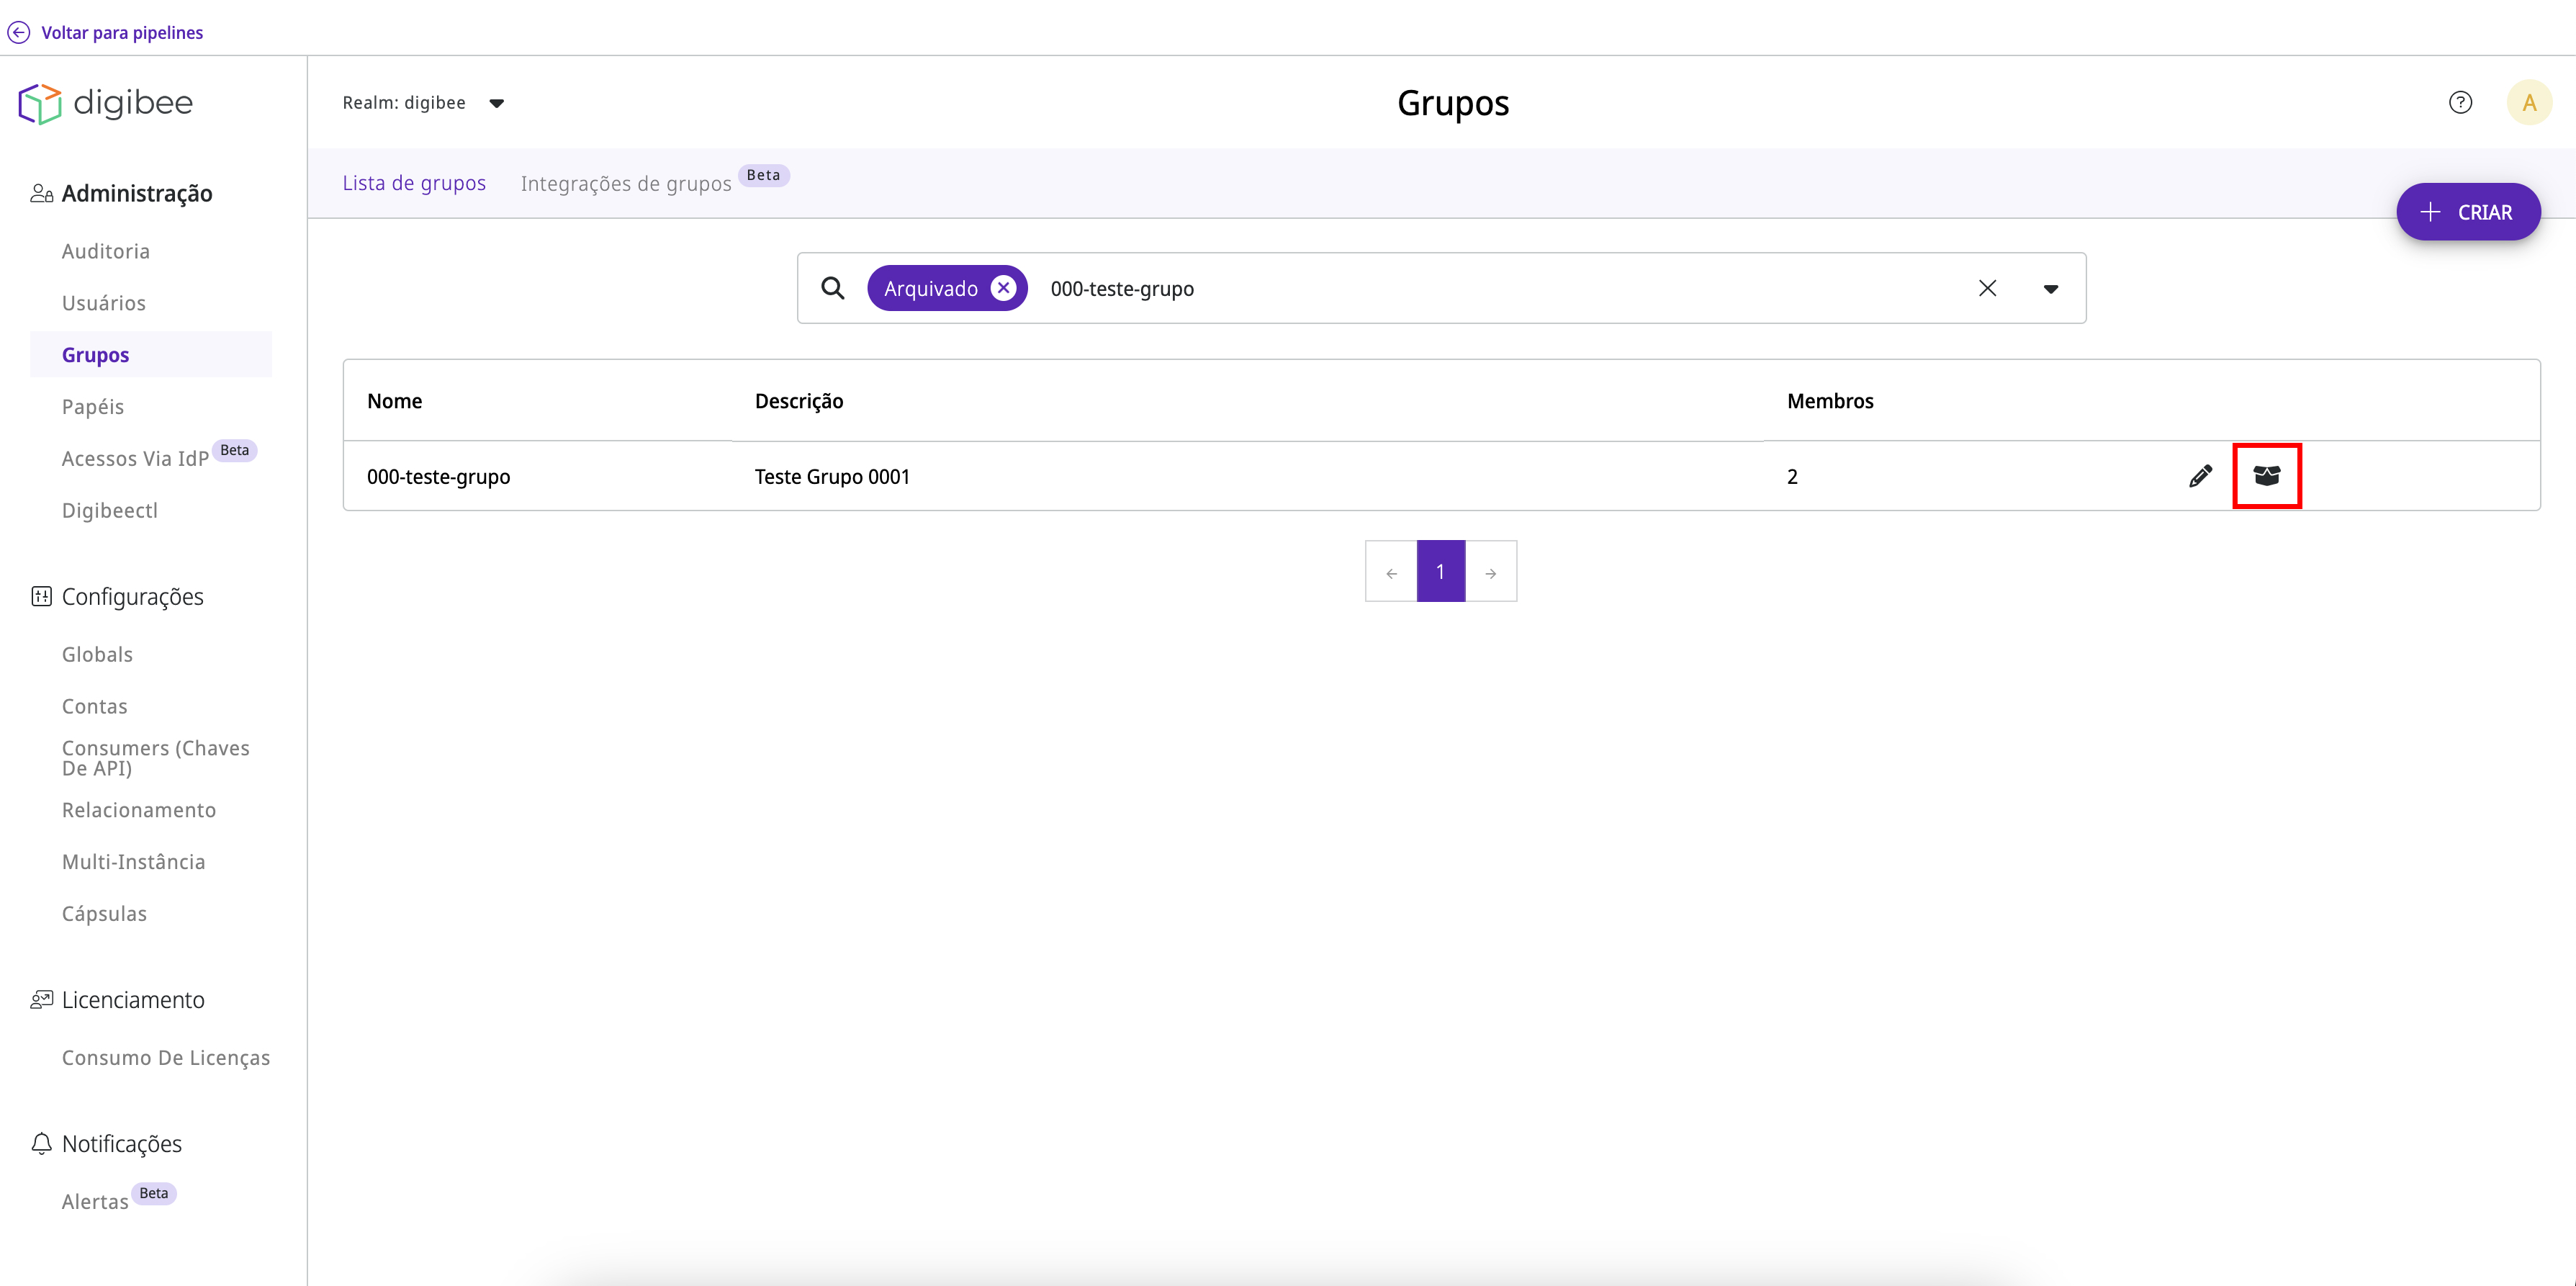 Voltar para pipelines
digibee
Realm: digibee
Grupos
?
A
Administração
Auditoria
Usuários
Grupos
Papéis
Acessos Via IdP Beta
Digibeectl
Configurações
Globals
Contas
Consumers (Chaves
De API)
Relacionamento
Multi-Instância
Cápsulas
Licenciamento
Consumo De Licenças
Notificações
Alertas Beta
Lista de grupos
Integrações de grupos Beta
CRIAR
Arquivado 000-teste-grupo
Nome Descrição Membros
000-teste-grupo Teste Grupo 0001 2
← 1 →